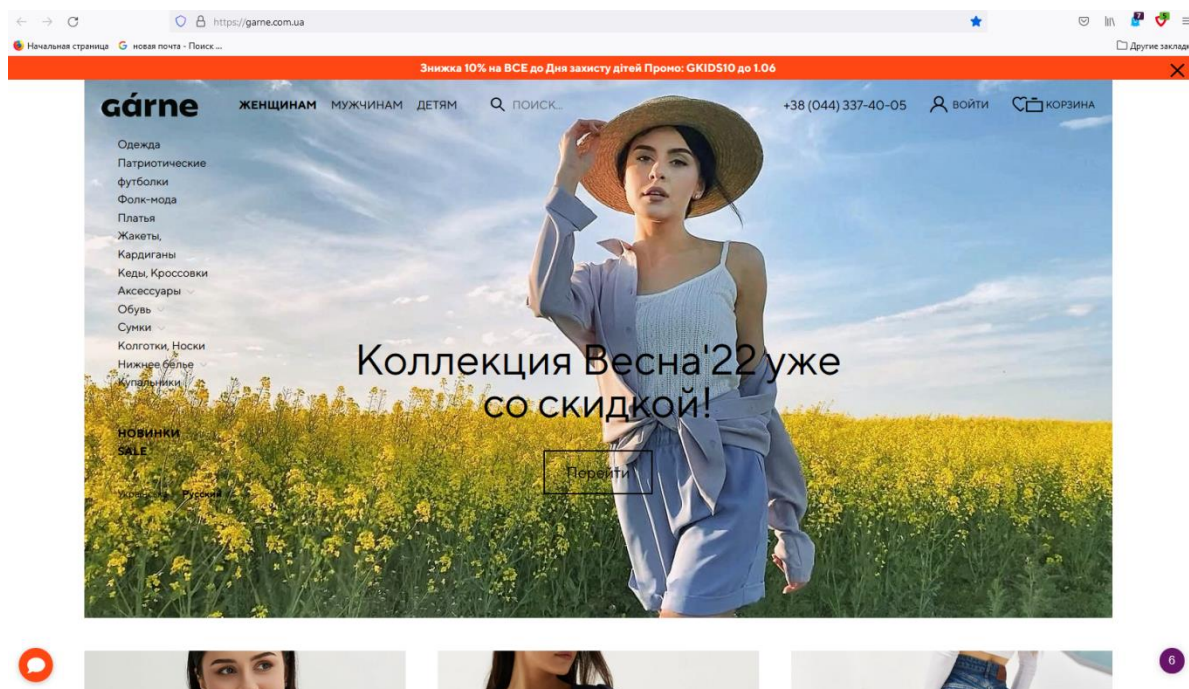 https://garne.com.ua
Начальная страница новая почта - Поиск ... Другие закладк
Знижка 10% на ВСЕ до Дня захисту дітей Промо: GKIDS10 до 1.06
gárne ЖЕНЩИНАМ МУЖЧИНАМ ДЕТЯМ ПОИСК... +38 (044) 337-40-05 ВОЙТИ КОРЗИНА
Одежда
Патриотические
футболки
Фолк-мода
Платья
Жакеты,
Кардиганы
Кеды, Кроссовки
Аксессуары
Обувь
Сумки
Колготки, Носки
Нижнее белье
Купальники
НОВИНКИ
SALE
Русский
Коллекция Весна'22 уже
со скидкой!
Перейти
6